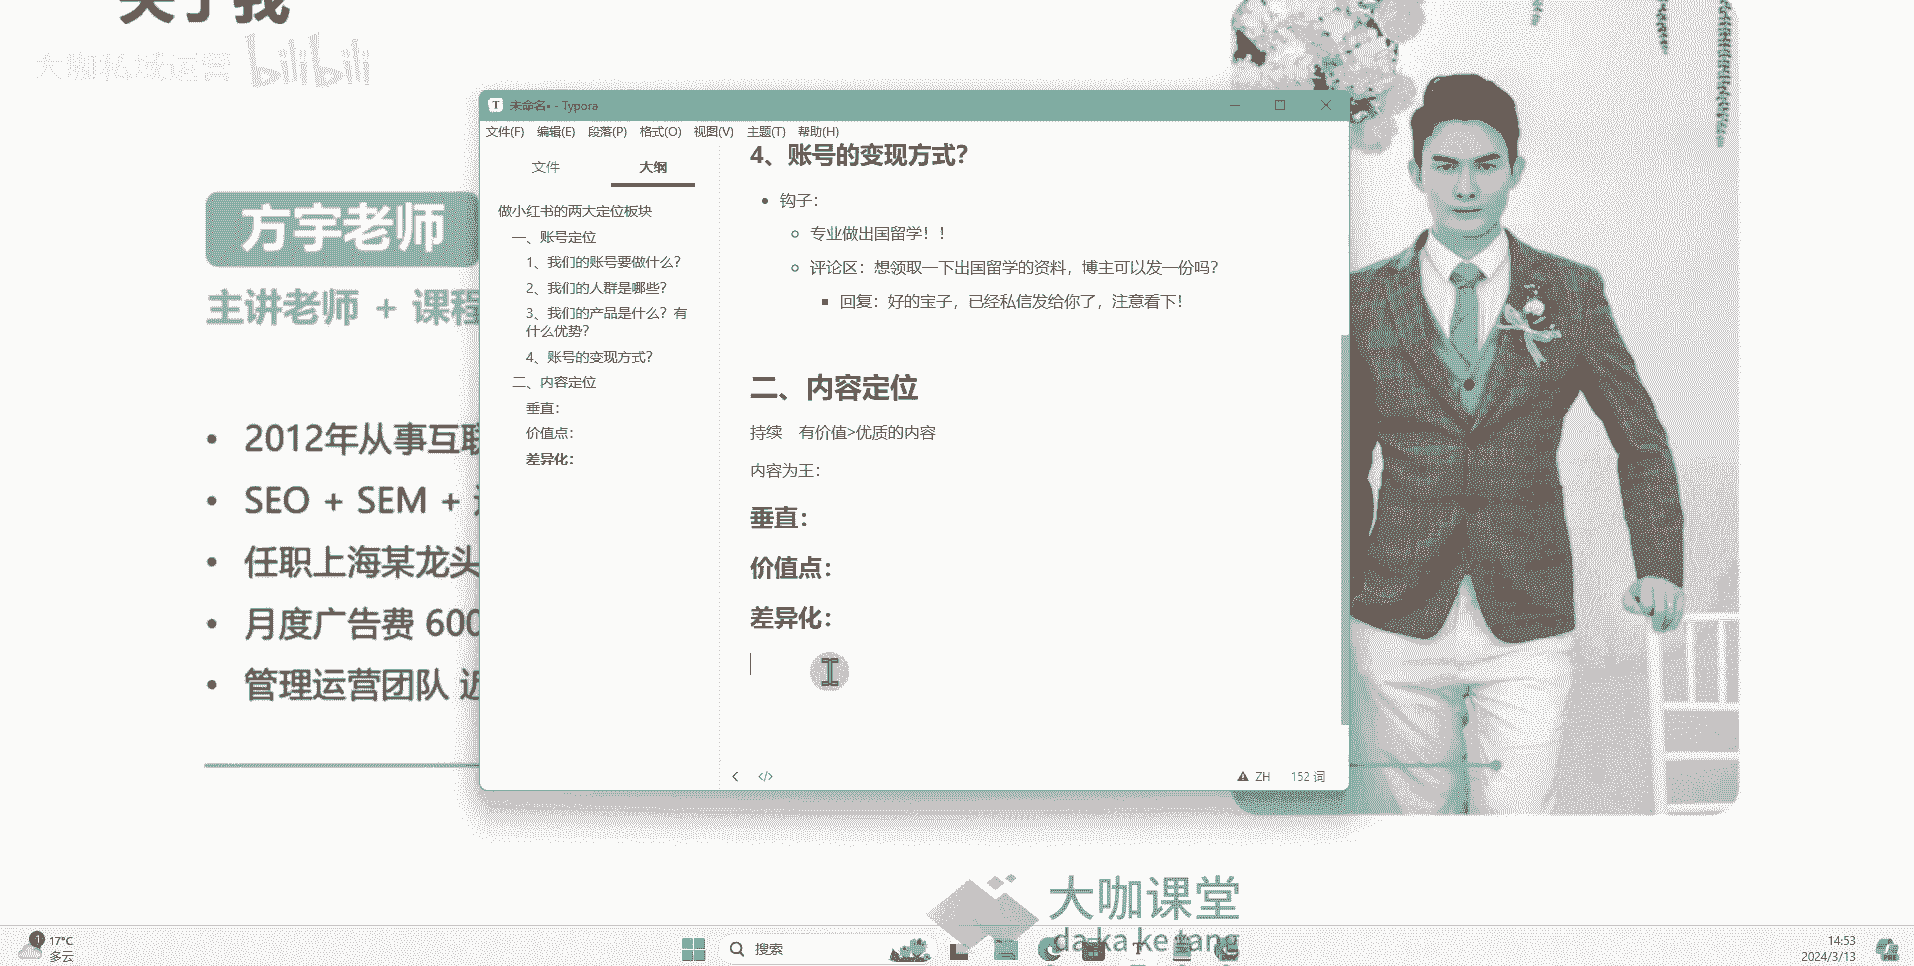 关于我
大咖私域运营 bilibili
方宇老师
主讲老师 + 课程
2012年从事互联
SEO + SEM +
任职上海某龙头
月度广告费 600
管理运营团队 近
T 未命名• - Typora
文件(F) 编辑(E) 段落(P) 格式(O) 视图(V) 主题(T) 帮助(H)
文件 大纲
做小红书的两大定位板块
一、账号定位
1、我们的账号要做什么？
2、我们的人群是哪些？
3、我们的产品是什么？有
什么优势？
4、账号的变现方式？
二、内容定位
垂直：
价值点：
差异化：
4、账号的变现方式？
钩子：
专业做出国留学！！
评论区：想领取一下出国留学的资料，博主可以发一份吗？
回复：好的宝子，已经私信发给你了，注意看下！
二、内容定位
持续 有价值>优质的内容
内容为王：
垂直：
价值点：
差异化：
</> ZH 152 词
大咖课堂
da ka ke tang
1 17°C
多云
搜索
14:53
2024/3/13